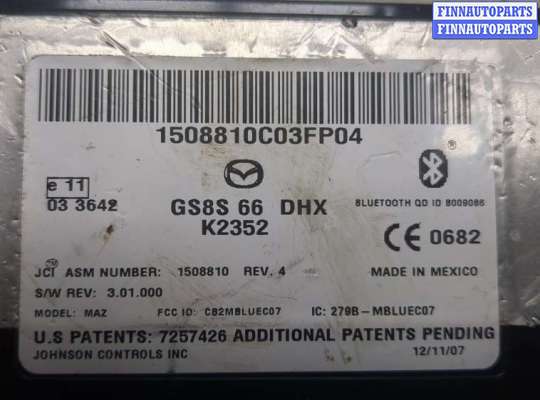 FINNAUTOPARTS
FINNAUTOPARTS
1508810C03FP04
e 11
03 3642
GS8S 66 DHX
K2352
BLUETOOTH QD ID B009086
CE 0682
JCI ASM NUMBER: 1508810 REV. 4
MADE IN MEXICO
S/W REV: 3.01.000
MODEL: MAZ FCC ID: CB2MBLUEC07 IC: 279B-MBLUEC07
U.S PATENTS: 7257426 ADDITIONAL PATENTS PENDING
JOHNSON CONTROLS INC
12/11/07